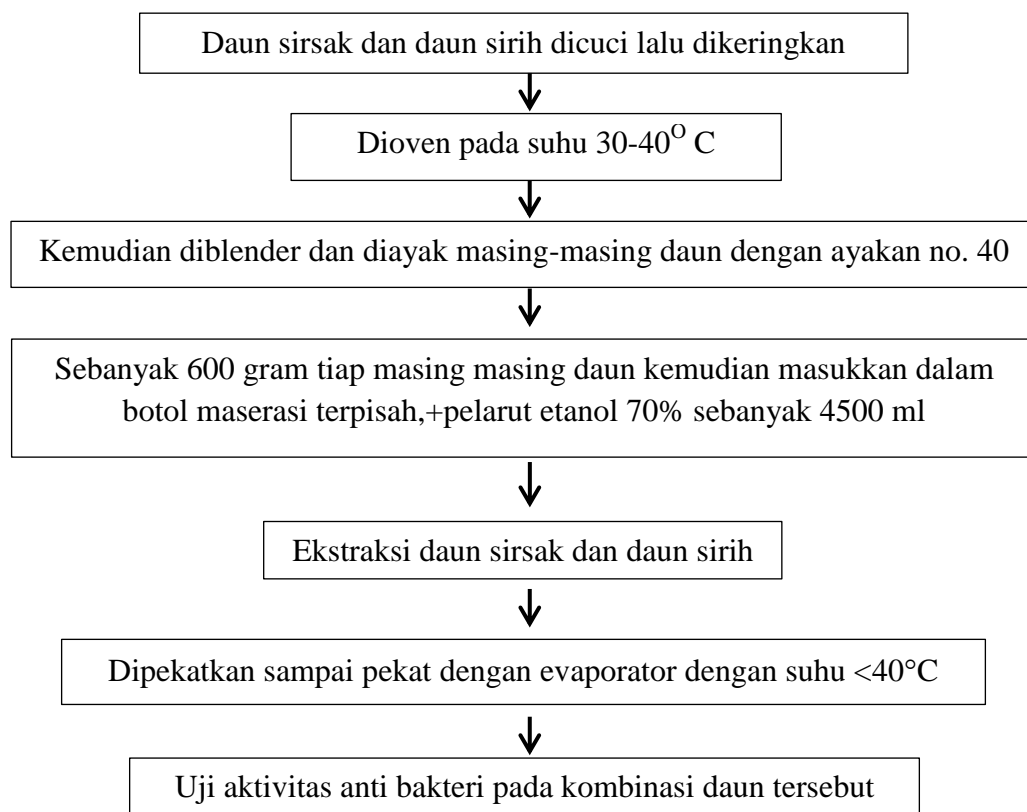 Daun sirsak dan daun sirih dicuci lalu dikeringkan
Dioven pada suhu 30-40⁰ C
Kemudian diblender dan diayak masing-masing daun dengan ayakan no. 40
Sebanyak 600 gram tiap masing masing daun kemudian masukkan dalam
botol maserasi terpisah,+pelarut etanol 70% sebanyak 4500 ml
Ekstraksi daun sirsak dan daun sirih
Dipekatkan sampai pekat dengan evaporator dengan suhu <40°C
Uji aktivitas anti bakteri pada kombinasi daun tersebut